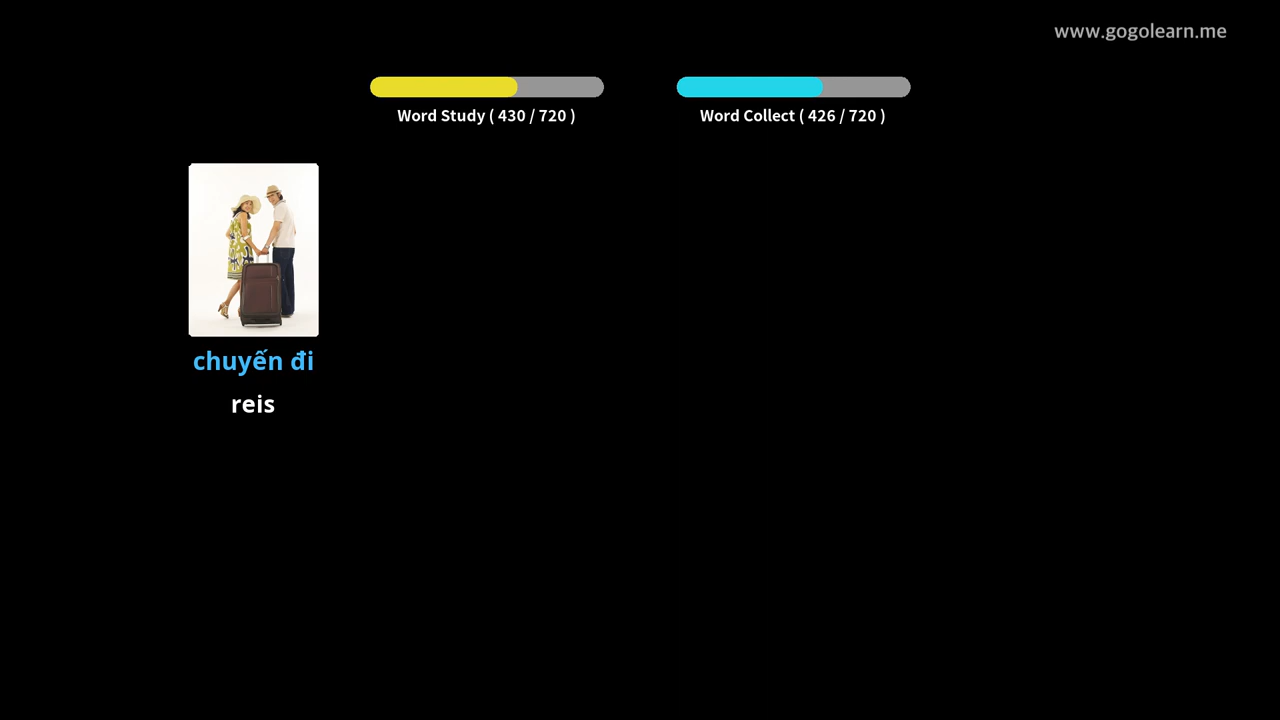 www.gogolearn.me
Word Study ( 430 / 720 )
Word Collect ( 426 / 720 )
chuyến đi
reis